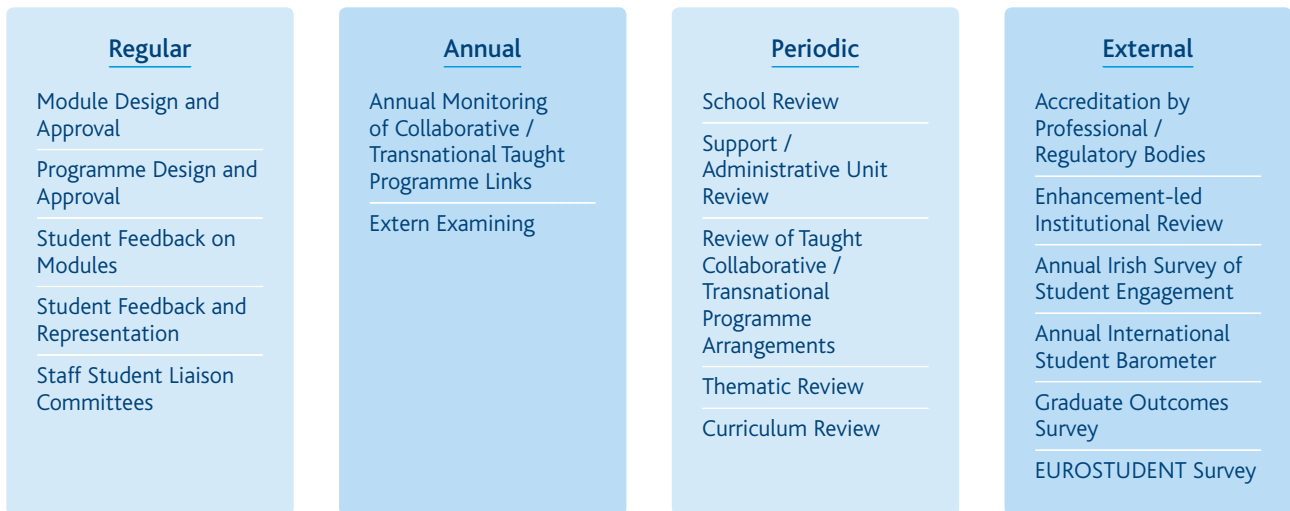 Regular
Module Design and
Approval
Programme Design and
Approval
Student Feedback on
Modules
Student Feedback and
Representation
Staff Student Liaison
Committees
Annual
Annual Monitoring
of Collaborative /
Transnational Taught
Programme Links
Extern Examining
Periodic
School Review
Support /
Administrative Unit
Review
Review of Taught
Collaborative /
Transnational
Programme
Arrangements
Thematic Review
Curriculum Review
External
Accreditation by
Professional /
Regulatory Bodies
Enhancement-led
Institutional Review
Annual Irish Survey of
Student Engagement
Annual International
Student Barometer
Graduate Outcomes
Survey
EUROSTUDENT Survey